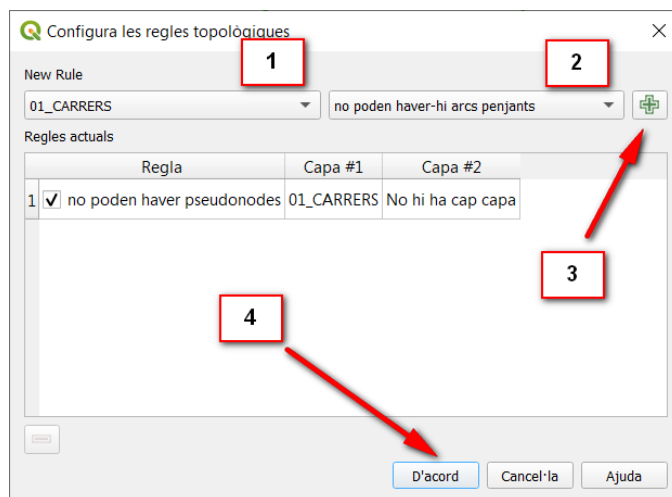 Configura les regles topològiques
1
2
New Rule
01_CARRERS
no poden haver-hi arcs penjants
Regles actuals
Regla Capa #1 Capa #2
1 no poden haver pseudonodes 01_CARRERS No hi ha cap capa
3
4
D'acord Cancel·la Ajuda